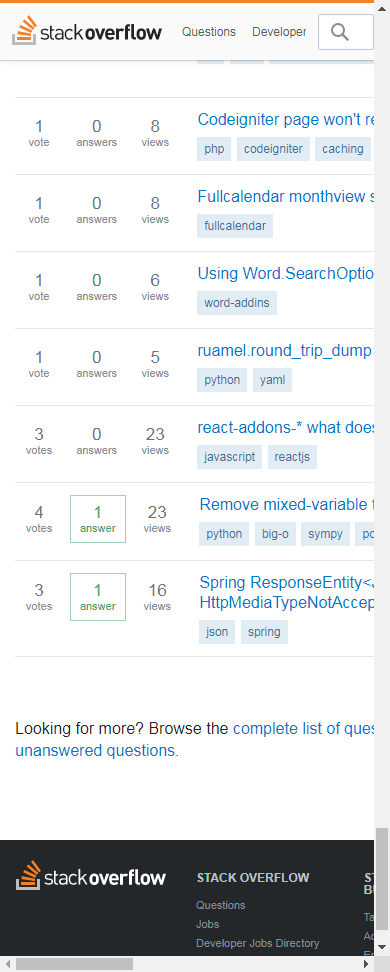 stackoverflow Questions Developer
Codeigniter page won't
1 0 8
vote answers views
php codeigniter caching
Fullcalendar monthview
1 0 8
vote answers views
fullcalendar
Using Word.SearchOptio
1 0 6
vote answers views
word-addins
ruamel.round_trip_dump
1 0 5
vote answers views
python yaml
react-addons-* what does
3 0 23
votes answers views
javascript reactjs
Remove mixed-variable
4 1 23
votes answer views
python big-o sympy po
Spring ResponseEntity<J
3 1 16
HttpMediaTypeNotAccep
votes answer views
json spring
Looking for more? Browse the complete list of ques
unanswered questions.
stackoverflow STACK OVERFLOW
Questions
Jobs
Developer Jobs Directory